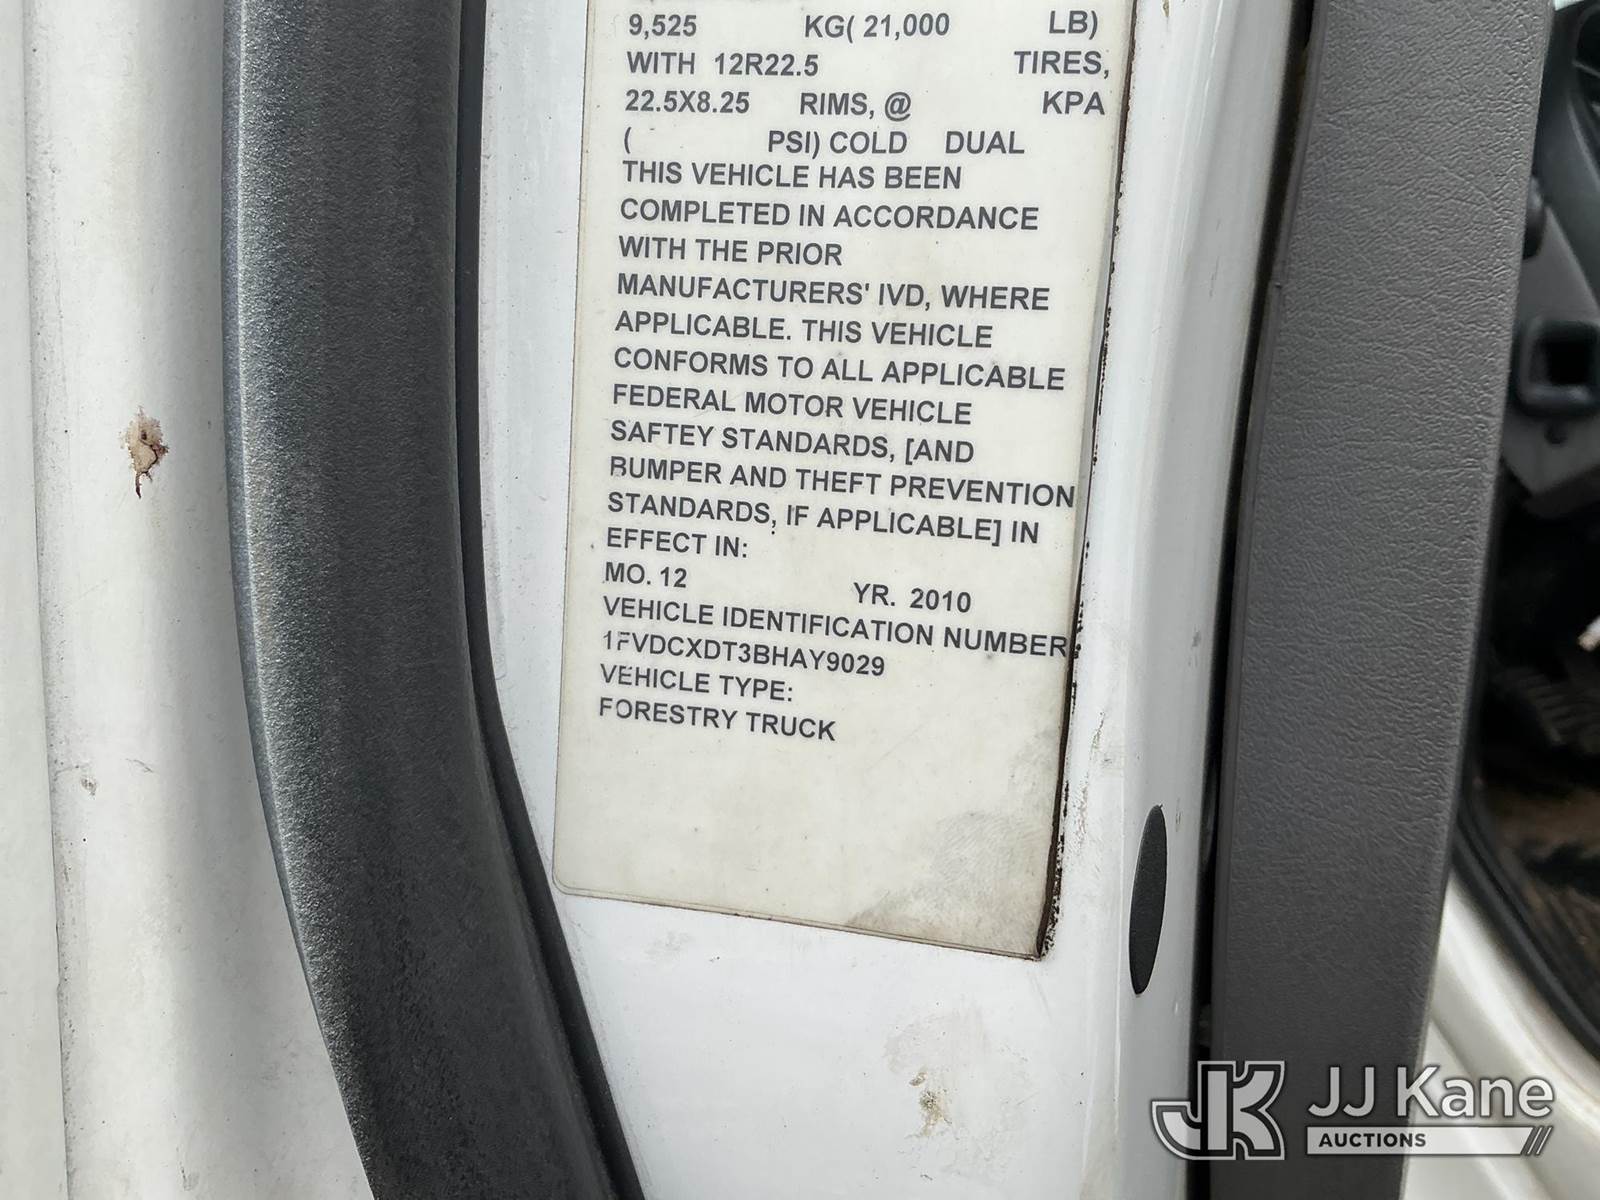 9,525 KG( 21,000 LB)
WITH 12R22.5 TIRES,
22.5X8.25 RIMS, @ KPA
( PSI) COLD DUAL
THIS VEHICLE HAS BEEN
COMPLETED IN ACCORDANCE
WITH THE PRIOR
MANUFACTURERS' IVD, WHERE
APPLICABLE. THIS VEHICLE
CONFORMS TO ALL APPLICABLE
FEDERAL MOTOR VEHICLE
SAFTEY STANDARDS, [AND
BUMPER AND THEFT PREVENTION
STANDARDS, IF APPLICABLE] IN
EFFECT IN:
MO. 12 YR. 2010
VEHICLE IDENTIFICATION NUMBER
1FVDCXDT3BHAY9029
VEHICLE TYPE:
FORESTRY TRUCK
JK JJ Kane
AUCTIONS